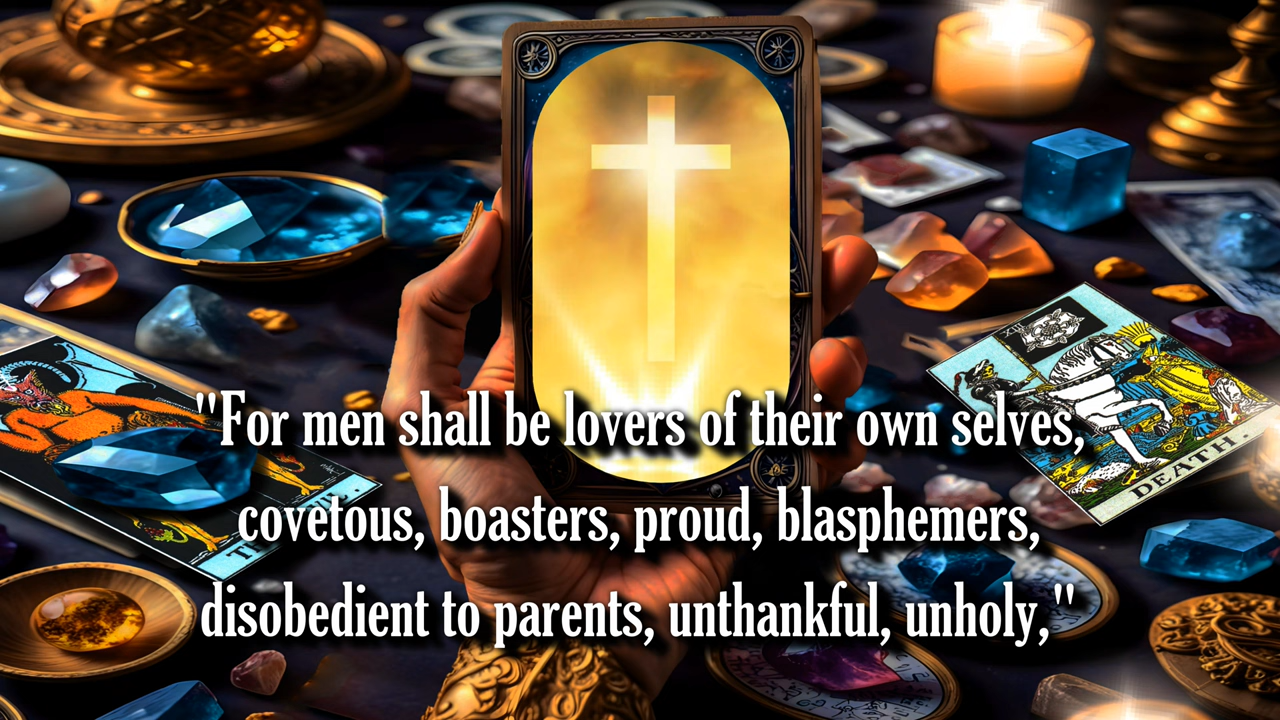 "For men shall be lovers of their own selves,
covetous, boasters, proud, blasphemers,
disobedient to parents, unthankful, unholy,"
DEATH.